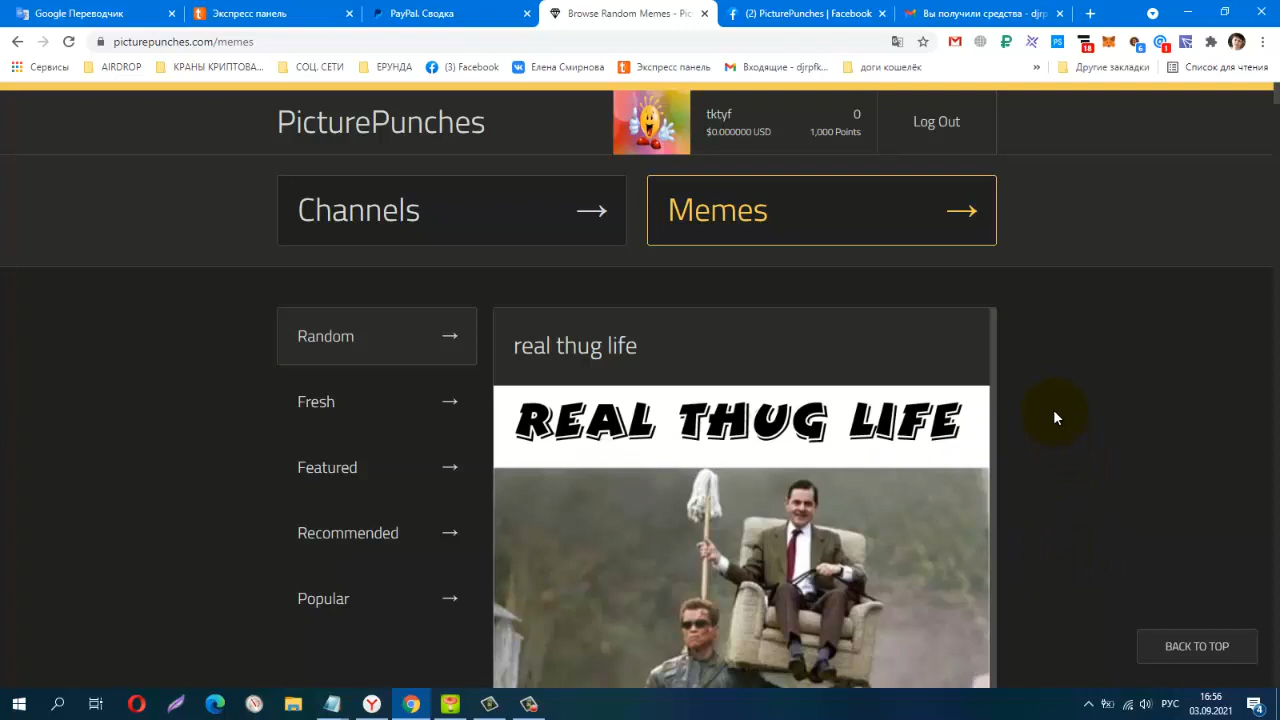 Google Переводчик
Экспресс панель
PayPal. Сводка
Browse Random Memes - Pic
(2) PicturePunches | Facebook
Вы получили средства - djrp
picturepunches.com/memes
Сервисы
AIRDROP
КРАНЫ КРИПТОВА...
СОЦ. СЕТИ
ЕРУНДА
(3) Facebook
Елена Смирнова
Экспресс панель
Входящие - djrpfk...
доги кошелёк
»
Другие закладки
Список для чтения
PicturePunches
tktyf 0
$0.000000 USD 1,000 Points
Log Out
Channels
Memes
Random
Fresh
Featured
Recommended
Popular
real thug life
REAL THUG LIFE
BACK TO TOP
РУС
16:56
03.09.2021
4